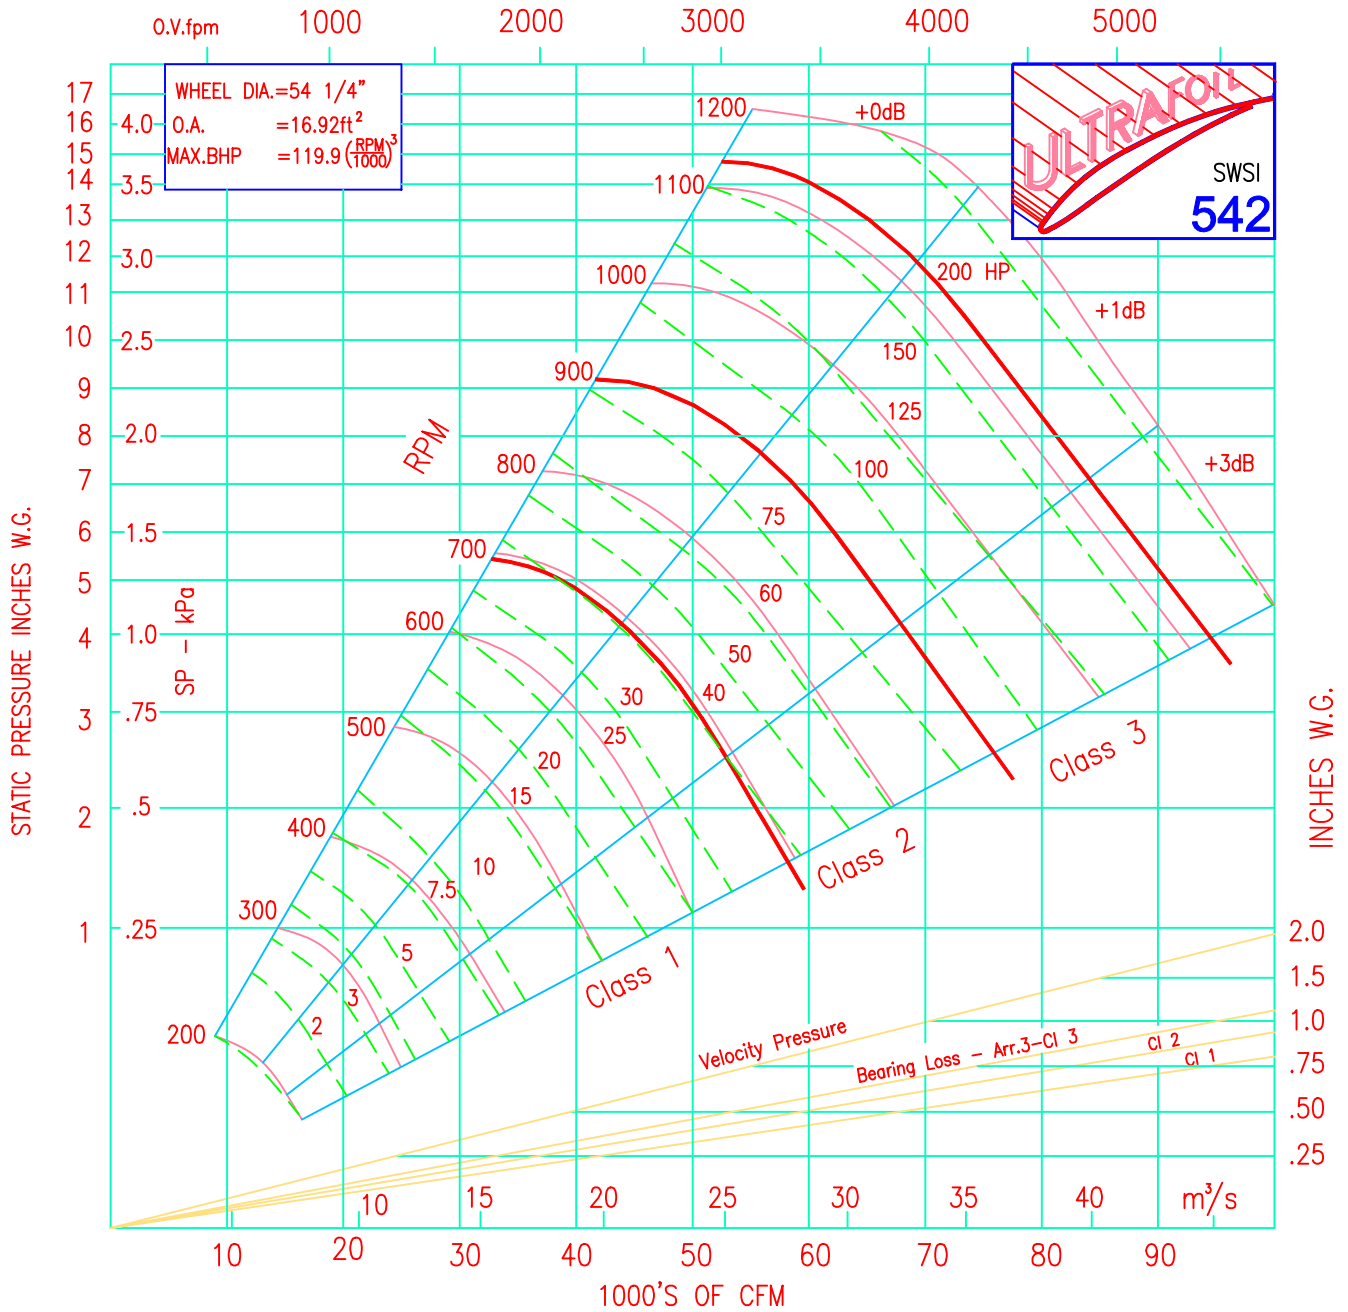 O.V.fpm 1000 2000 3000 4000 5000
WHEEL DIA.=54 1/4"
O.A. =16.92ft²
MAX.BHP =119.9(RPM/1000)³
ULTRAFOIL
SWSI
542
17
16 4.0
15
14 3.5
13
12 3.0
11
10 2.5
9
8 2.0
7
6 1.5
5
4 1.0
3 .75
2 .5
1 .25
STATIC PRESSURE INCHES W.G.
SP - kPa
RPM
1200
1100
1000
900
800
700
600
500
400
300
200
+0dB
+1dB
+3dB
200 HP
150
125
100
75
60
50
40
30
25
20
15
10
7.5
5
3
2
Class 3
Class 2
Class 1
Velocity Pressure
Bearing Loss - Arr.3-Cl 3
Cl 2
Cl 1
INCHES W.G.
2.0
1.5
1.0
.75
.50
.25
10 15 20 25 30 35 40 m³/s
10 20 30 40 50 60 70 80 90
1000'S OF CFM